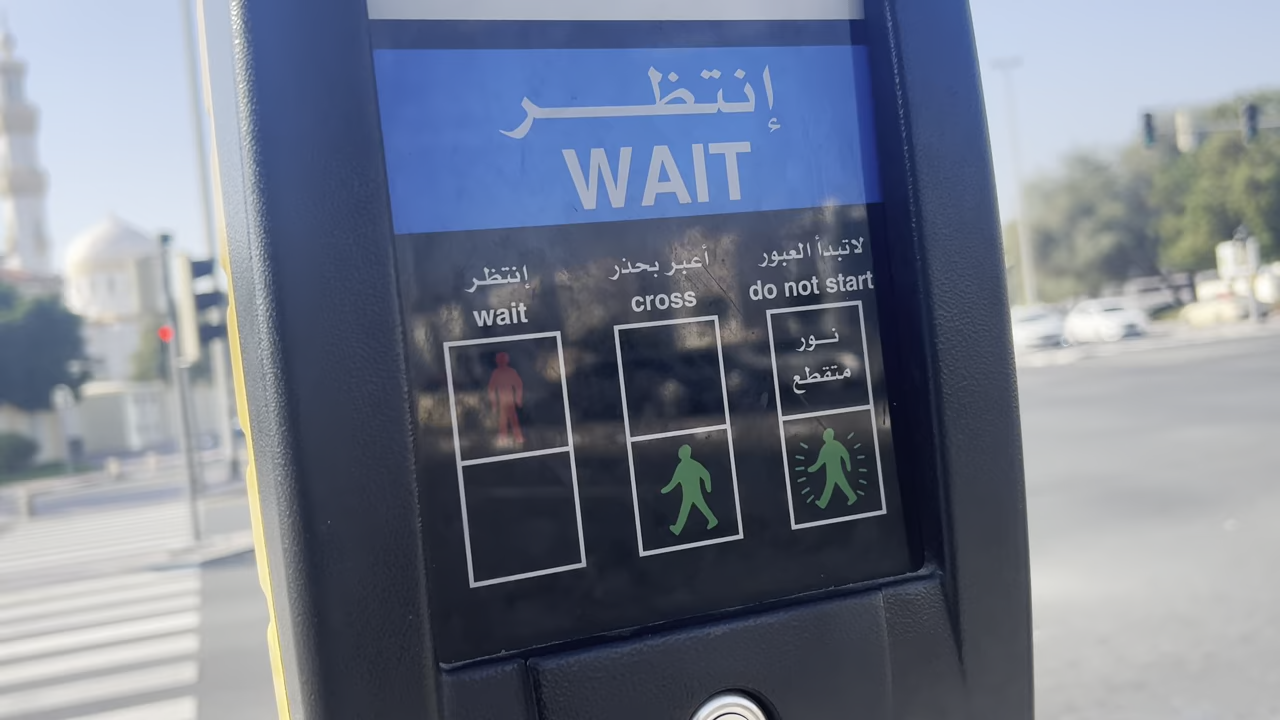 إنتظر
WAIT
إنتظر
wait
أعبر بحذر
cross
لاتبدأ العبور
do not start
نور
متقطع